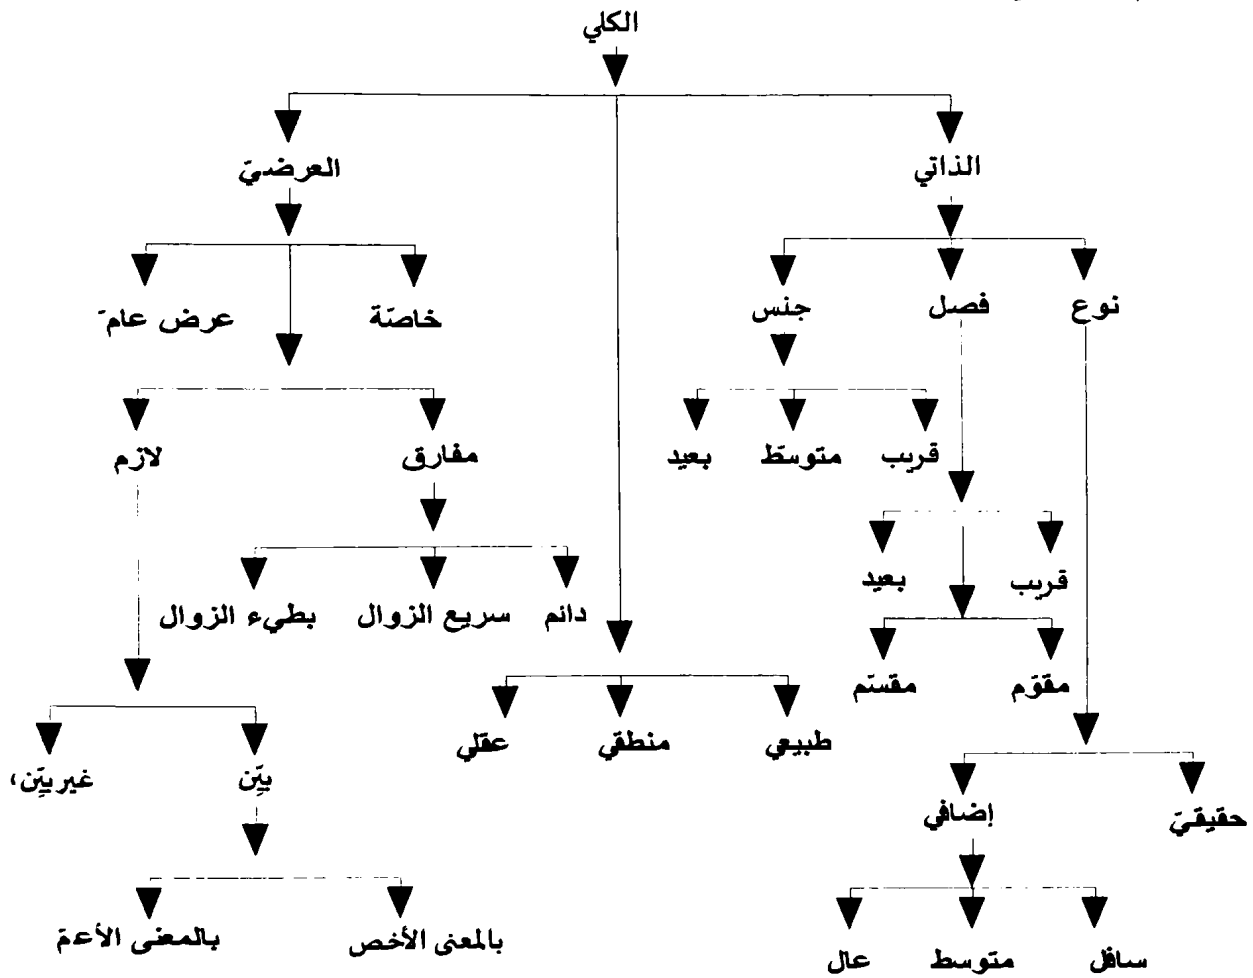 الكلي
الذاتي
العرضيّ
نوع
فصل
جنس
خاصّة
عرض عامّ
قريب
متوسّط
بعيد
مفارق
لازم
قريب
بعيد
دائم
سريع الزوال
بطيء الزوال
مقوّم
مقسّم
طبيعي
منطقي
عقلي
بيّن
غير بيّن،
حقيقيّ
إضافي
بالمعنى الأخص
بالمعنى الأعمّ
سافل
متوسط
عال